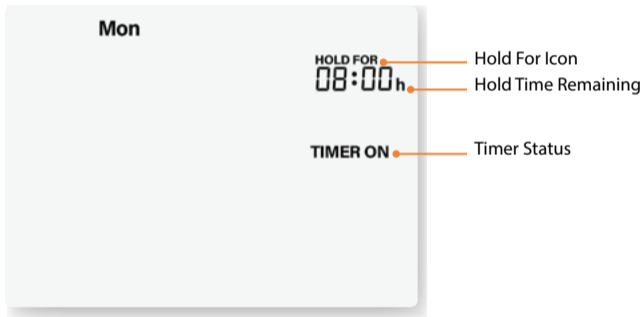 Mon
HOLD FOR
Hold For Icon
08:00h
Hold Time Remaining
TIMER ON
Timer Status